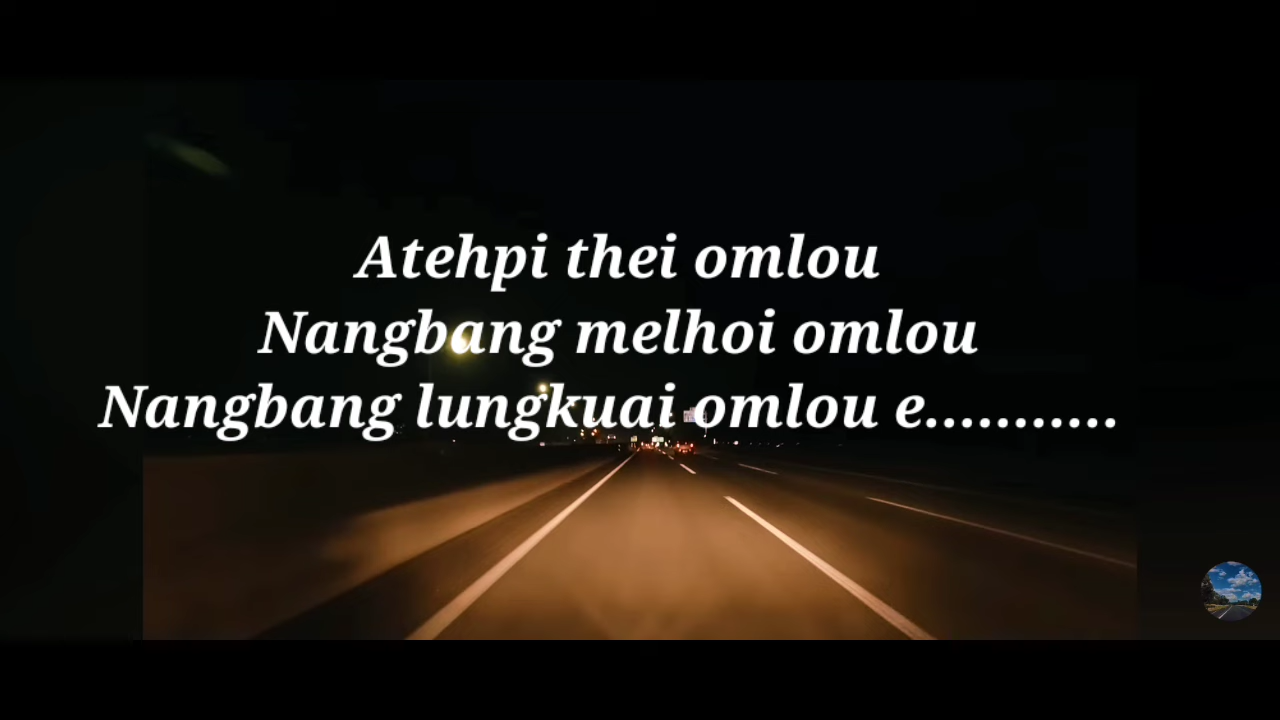 Atehpi thei omlou
Nangbang melhoi omlou
Nangbang lungkuai omlou e...........